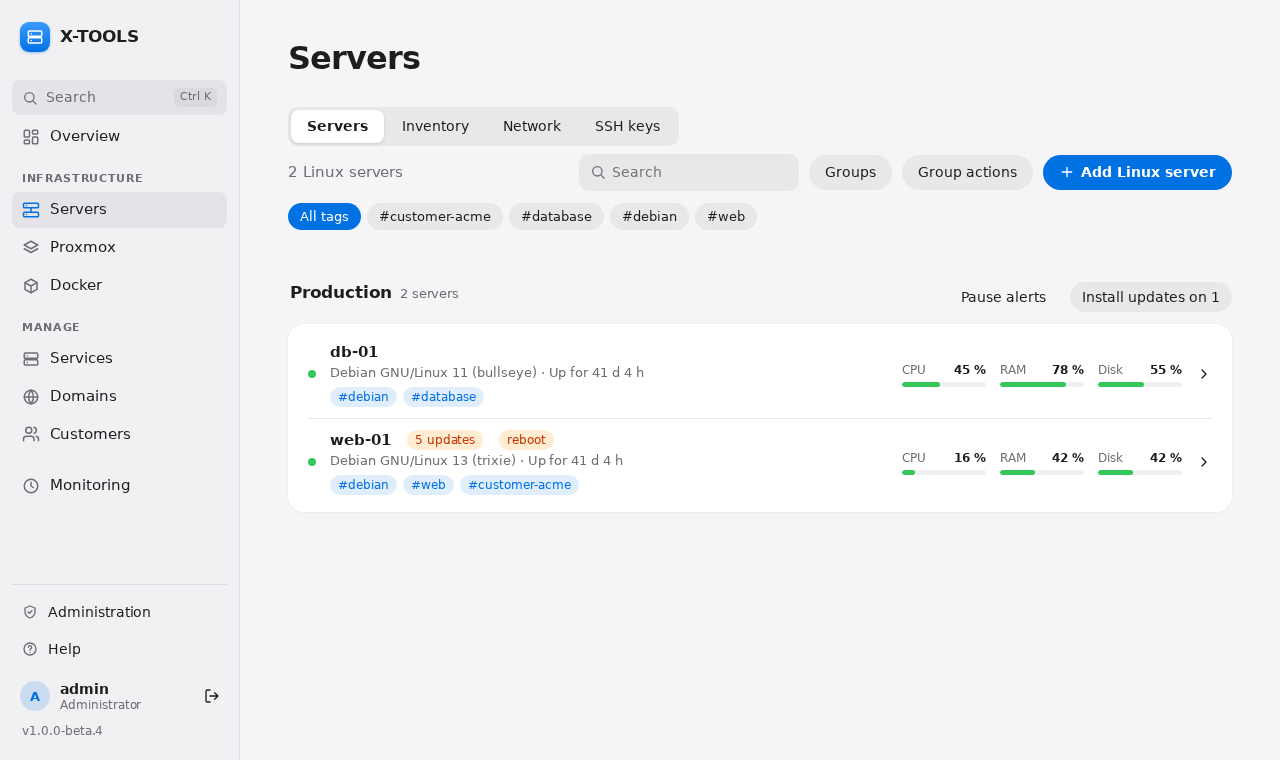 X-TOOLS
Search Ctrl K
Overview
INFRASTRUCTURE
Servers
Proxmox
Docker
MANAGE
Services
Domains
Customers
Monitoring
Administration
Help
A
admin
Administrator
v1.0.0-beta.4
Servers
Servers Inventory Network SSH keys
2 Linux servers Search Groups Group actions + Add Linux server
All tags #customer-acme #database #debian #web
Production 2 servers Pause alerts Install updates on 1
db-01
Debian GNU/Linux 11 (bullseye) · Up for 41 d 4 h
#debian #database
CPU 45 % RAM 78 % Disk 55 %
web-01 5 updates reboot
Debian GNU/Linux 13 (trixie) · Up for 41 d 4 h
#debian #web #customer-acme
CPU 16 % RAM 42 % Disk 42 %